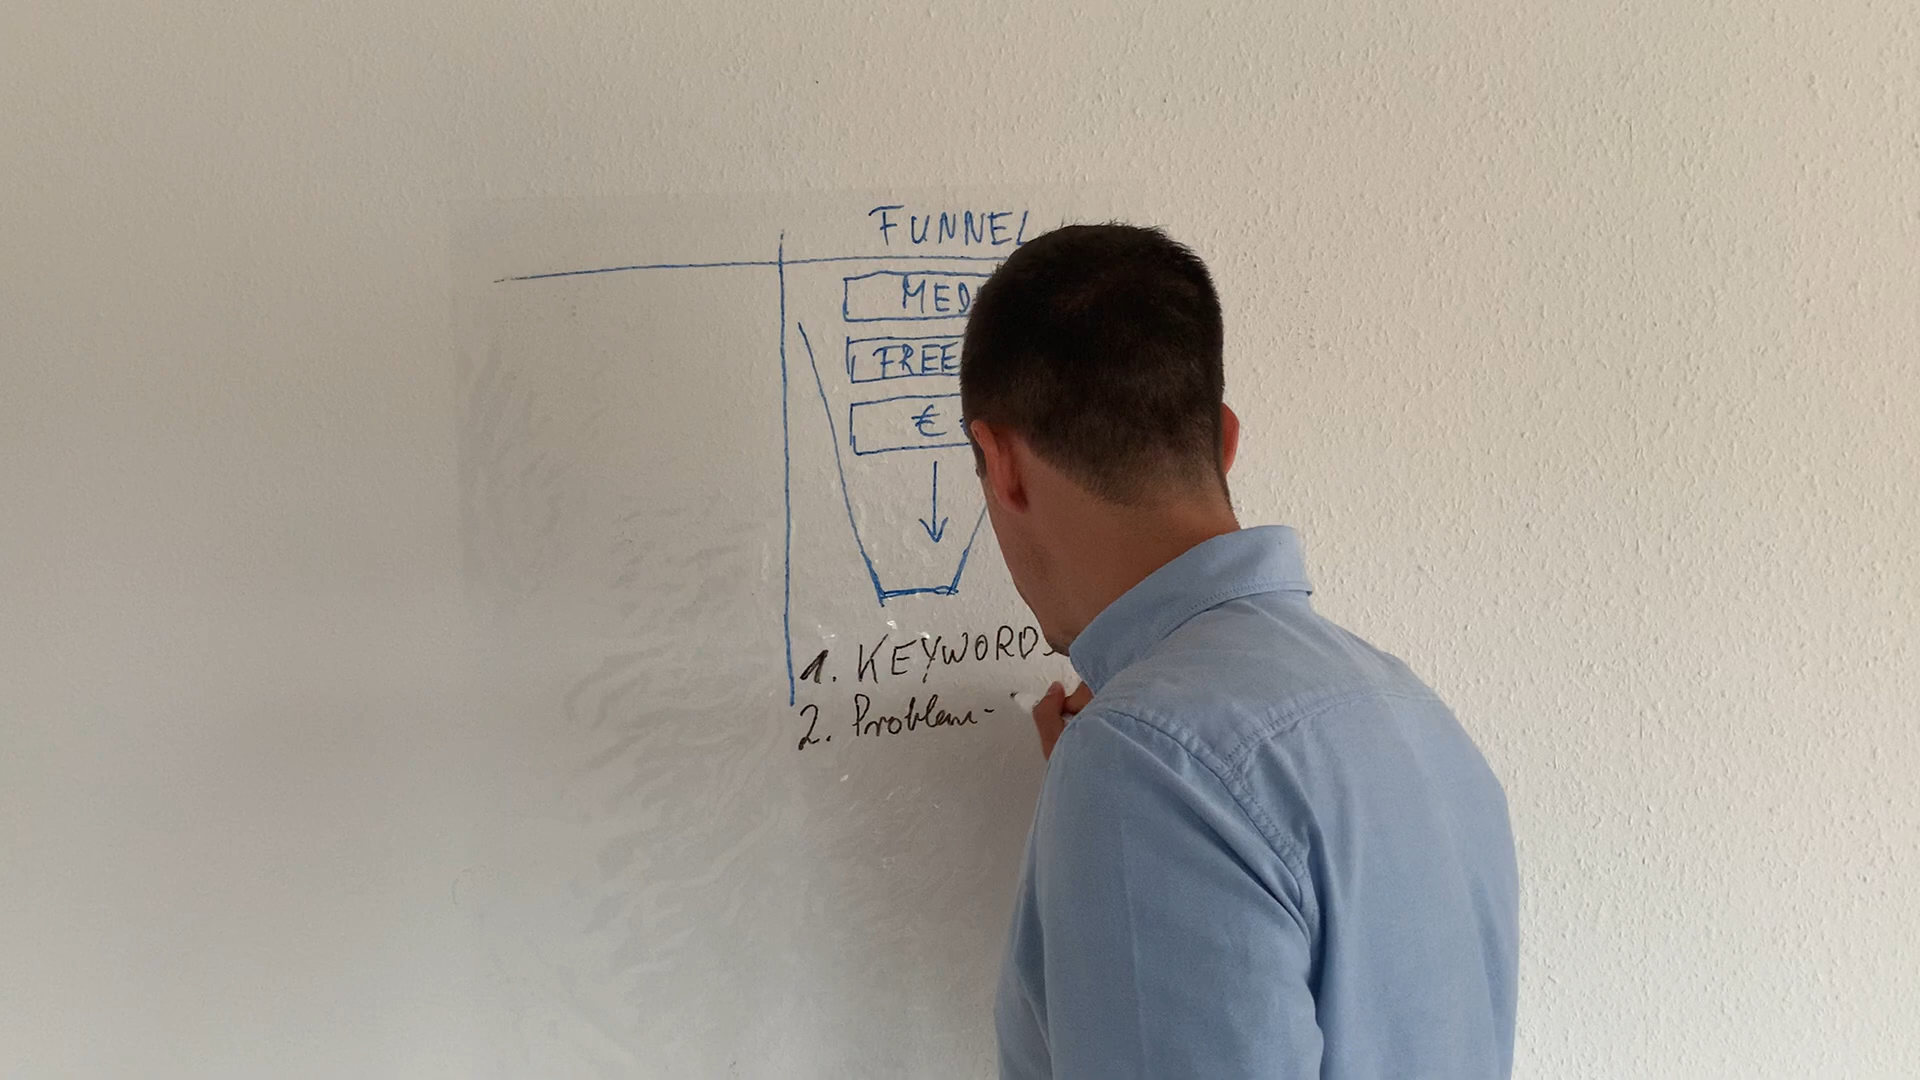 FUNNEL
MED
FREE
€
1. KEYWORDS
2. Problem-